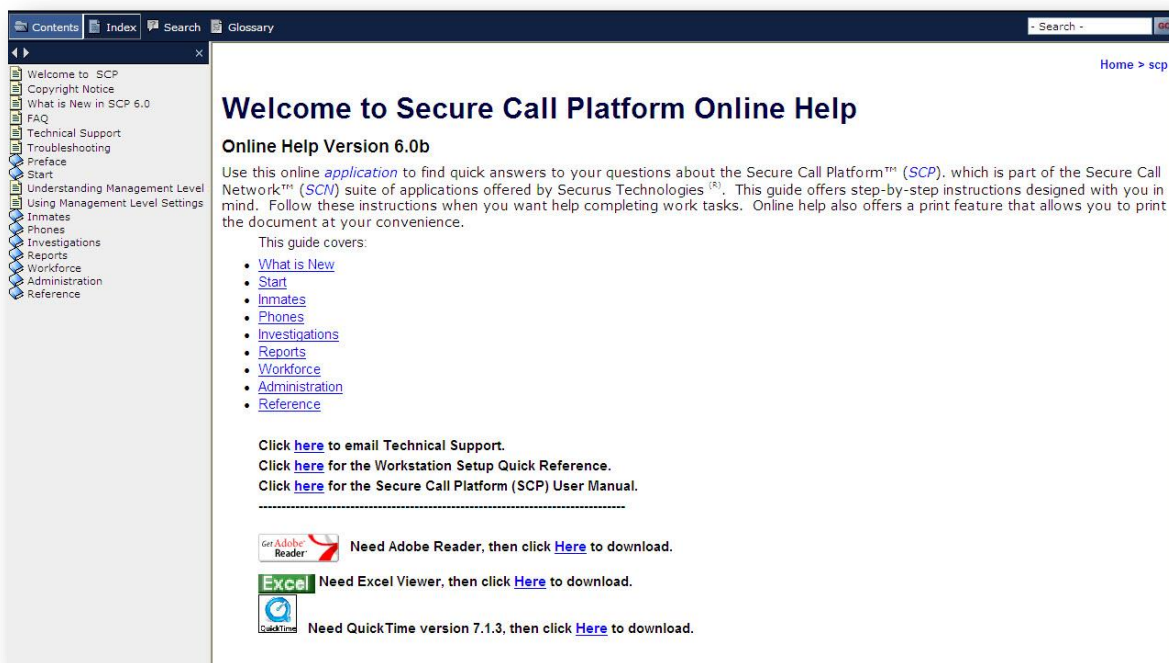 Contents Index Search Glossary
- Search -
GO
×
Home > scp
Welcome to SCP
Copyright Notice
What is New in SCP 6.0
FAQ
Technical Support
Troubleshooting
Preface
Start
Understanding Management Level
Using Management Level Settings
Inmates
Phones
Investigations
Reports
Workforce
Administration
Reference
Welcome to Secure Call Platform Online Help
Online Help Version 6.0b
Use this online application to find quick answers to your questions about the Secure Call Platform™ (SCP). which is part of the Secure Call
Network™ (SCN) suite of applications offered by Securus Technologies (R). This guide offers step-by-step instructions designed with you in
mind. Follow these instructions when you want help completing work tasks. Online help also offers a print feature that allows you to print
the document at your convenience.
This guide covers:
• What is New
• Start
• Inmates
• Phones
• Investigations
• Reports
• Workforce
• Administration
• Reference
Click here to email Technical Support.
Click here for the Workstation Setup Quick Reference.
Click here for the Secure Call Platform (SCP) User Manual.
--------------------------------------------------------------------------------
Get Adobe®
Reader®
Need Adobe Reader, then click Here to download.
Excel Need Excel Viewer, then click Here to download.
QuickTime
Need QuickTime version 7.1.3, then click Here to download.